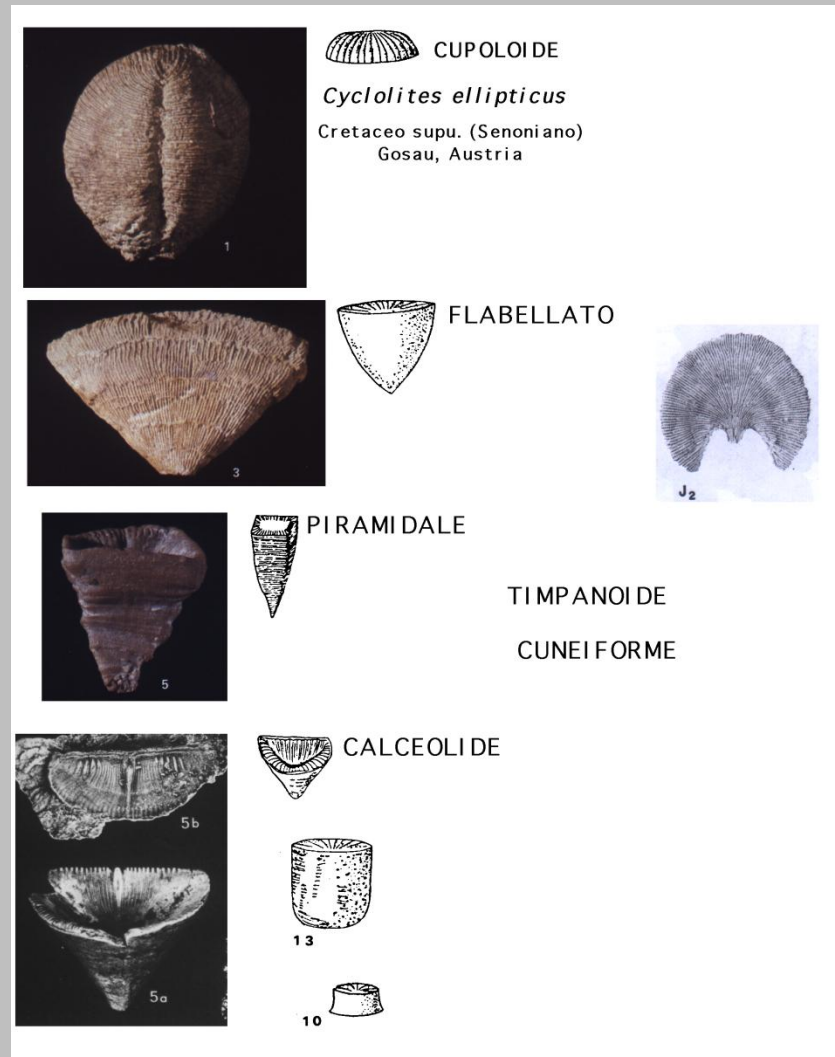 CUPOLOIDE
Cyclolites ellipticus
Cretaceo supu. (Senoniano)
Gosau, Austria
1
FLABELLATO
3
J2
PIRAMIDALE
5
TIMPANOIDE
CUNEIFORME
CALCEOLIDE
5b
5a
13
10